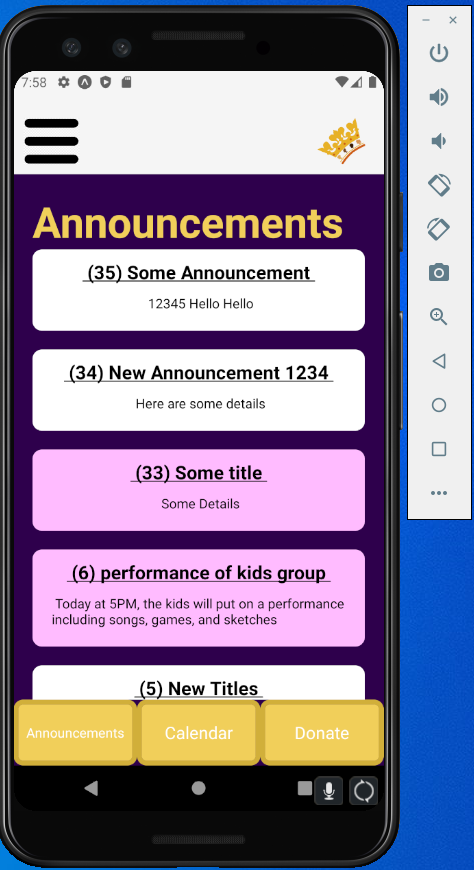 7:58
Announcements
(35) Some Announcement
12345 Hello Hello
(34) New Announcement 1234
Here are some details
(33) Some title
Some Details
(6) performance of kids group
Today at 5PM, the kids will put on a performance
including songs, games, and sketches
(5) New Titles
Announcements
Calendar
Donate